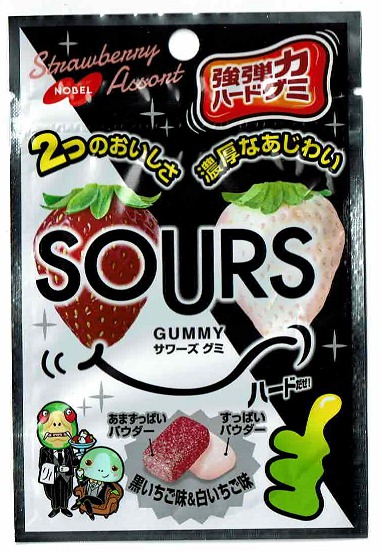 Strawberry
Assort
NOBEL
強弾力
ハードグミ
2つのおいしさ
濃厚なあじわい
SOURS
GUMMY
サワーズ グミ
ハードだぜ!
あまずっぱい
パウダー
すっぱい
パウダー
黒いちご味&白いちご味